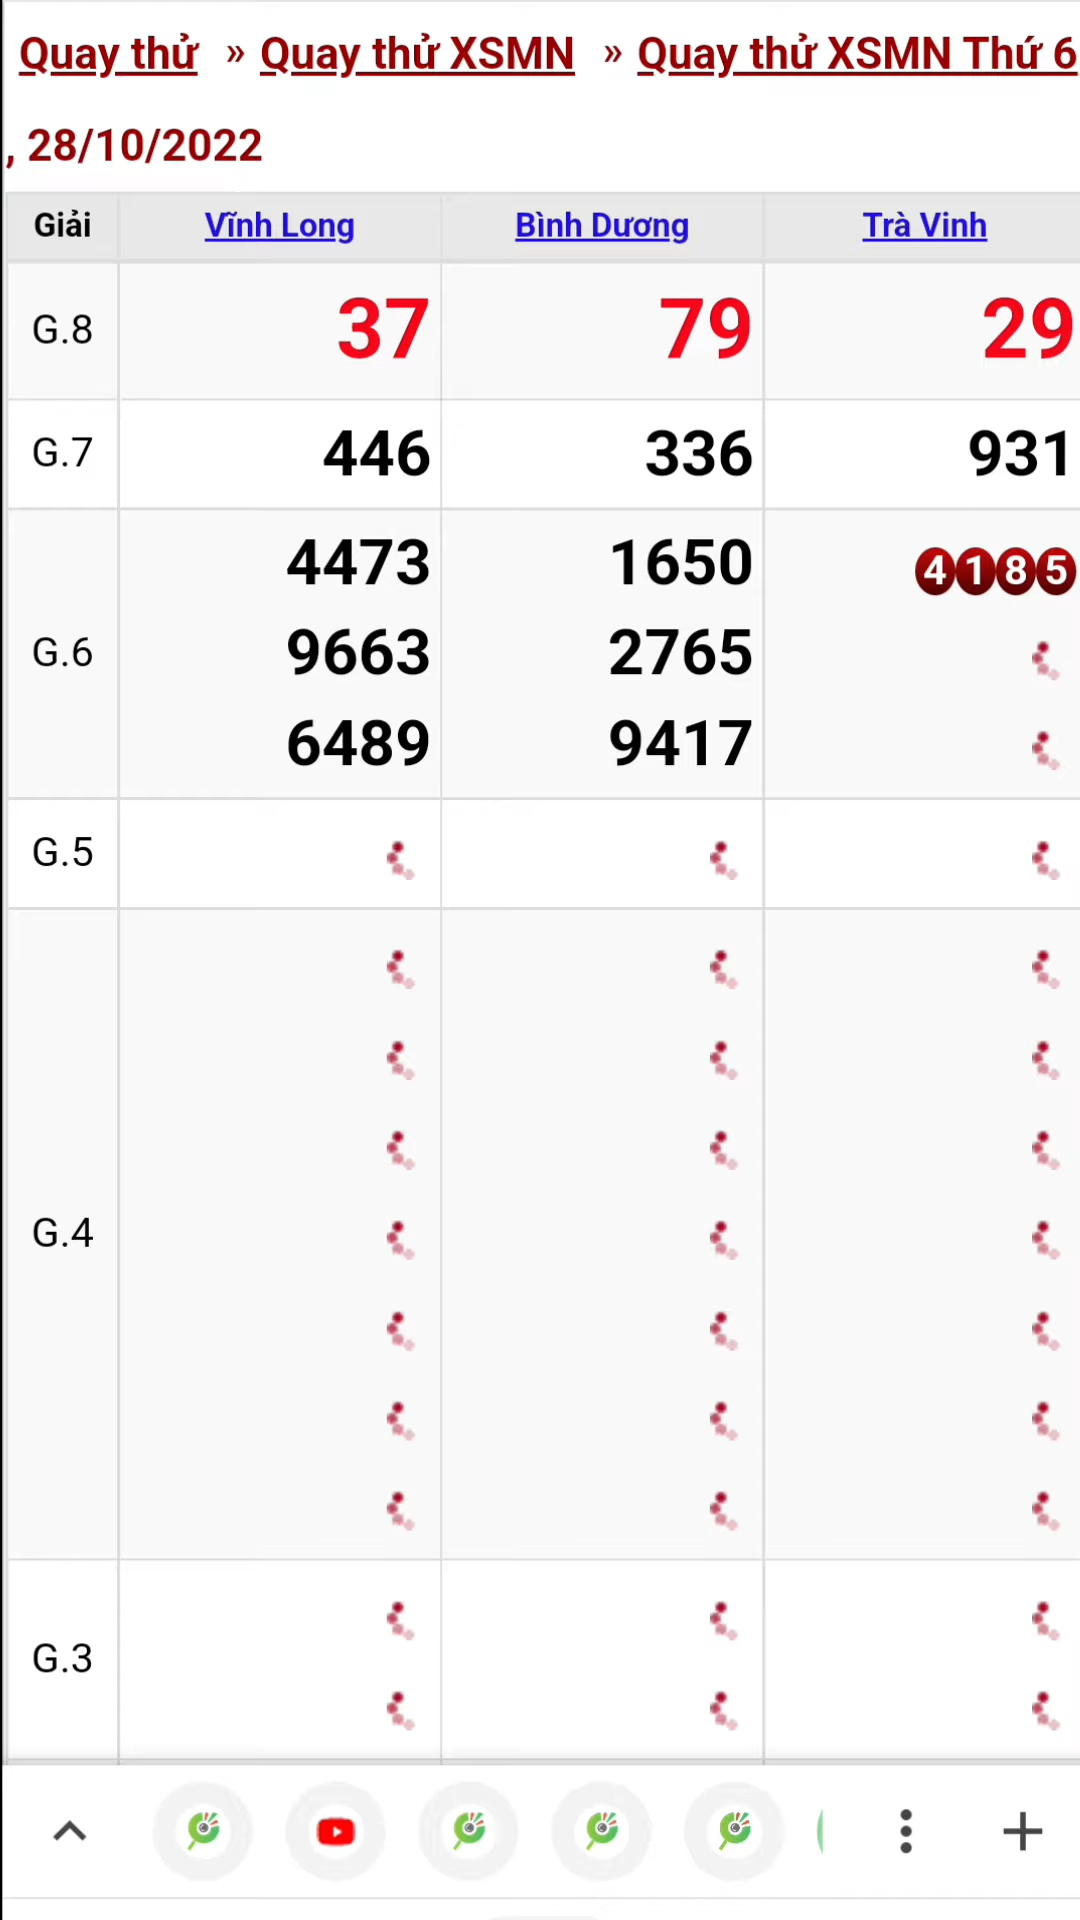 Quay thử » Quay thử XSMN » Quay thử XSMN Thứ 6
, 28/10/2022
Giải Vĩnh Long Bình Dương Trà Vinh
G.8 37 79 29
G.7 446 336 931
G.6 4473 1650 4185
9663 2765
6489 9417
G.5
G.4
G.3